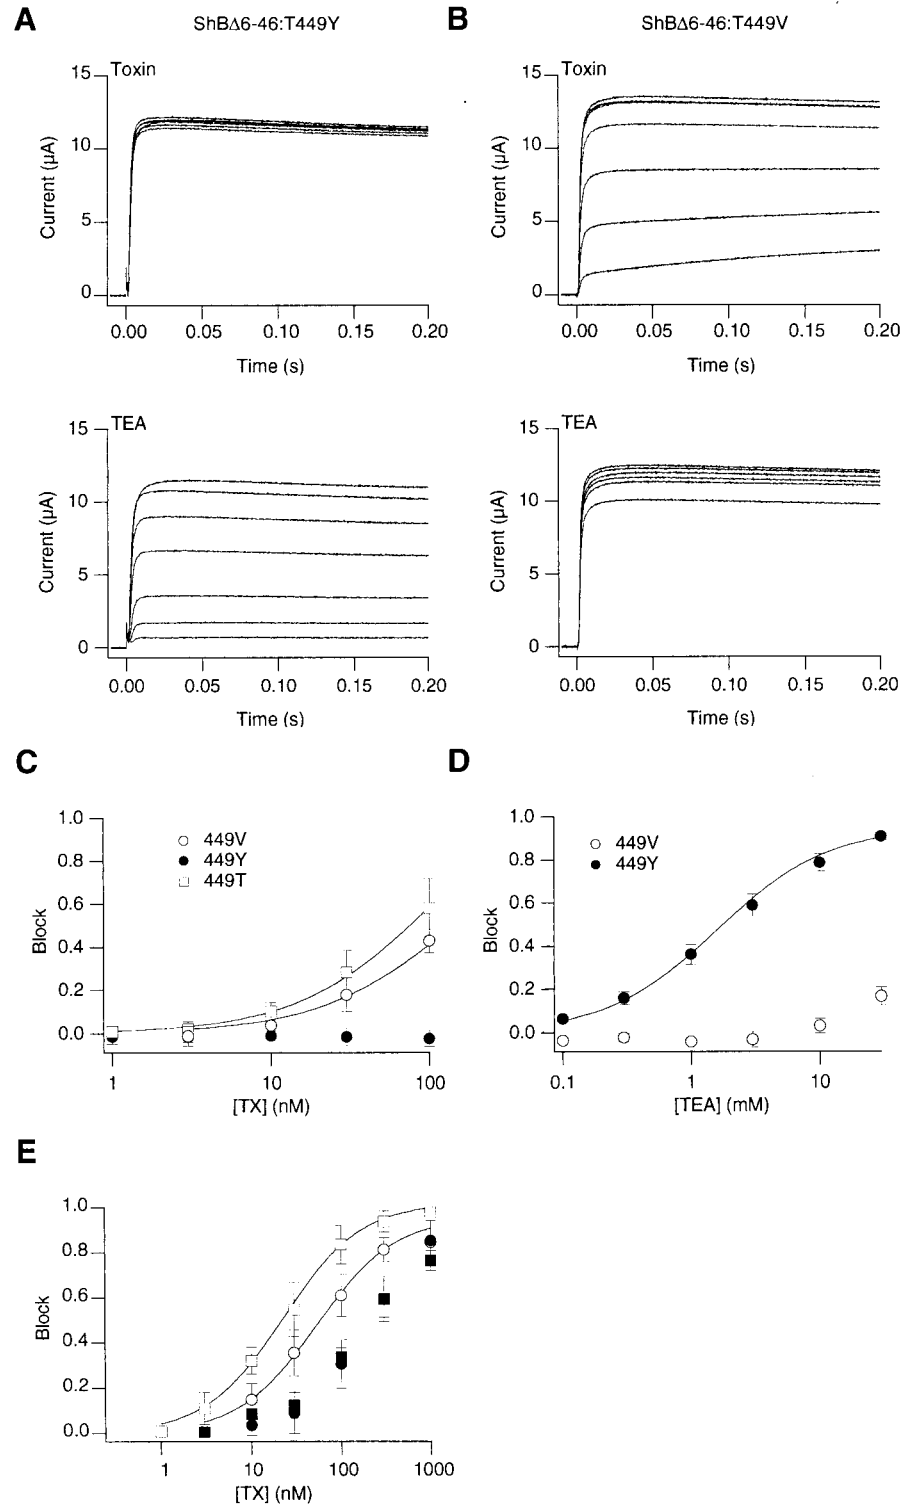 A
ShBΔ6-46:T449Y
B
ShBΔ6-46:T449V
Toxin
15
10
5
0
Current (µA)
0.00 0.05 0.10 0.15 0.20
Time (s)
Toxin
15
10
5
0
Current (µA)
0.00 0.05 0.10 0.15 0.20
Time (s)
TEA
15
10
5
0
Current (µA)
0.00 0.05 0.10 0.15 0.20
Time (s)
TEA
15
10
5
0
Current (µA)
0.00 0.05 0.10 0.15 0.20
Time (s)
C
1.0
0.8
0.6
0.4
0.2
0.0
Block
449V
449Y
449T
1 10 100
[TX] (nM)
D
1.0
0.8
0.6
0.4
0.2
0.0
Block
449V
449Y
0.1 1 10
[TEA] (mM)
E
1.0
0.8
0.6
0.4
0.2
0.0
Block
1 10 100 1000
[TX] (nM)